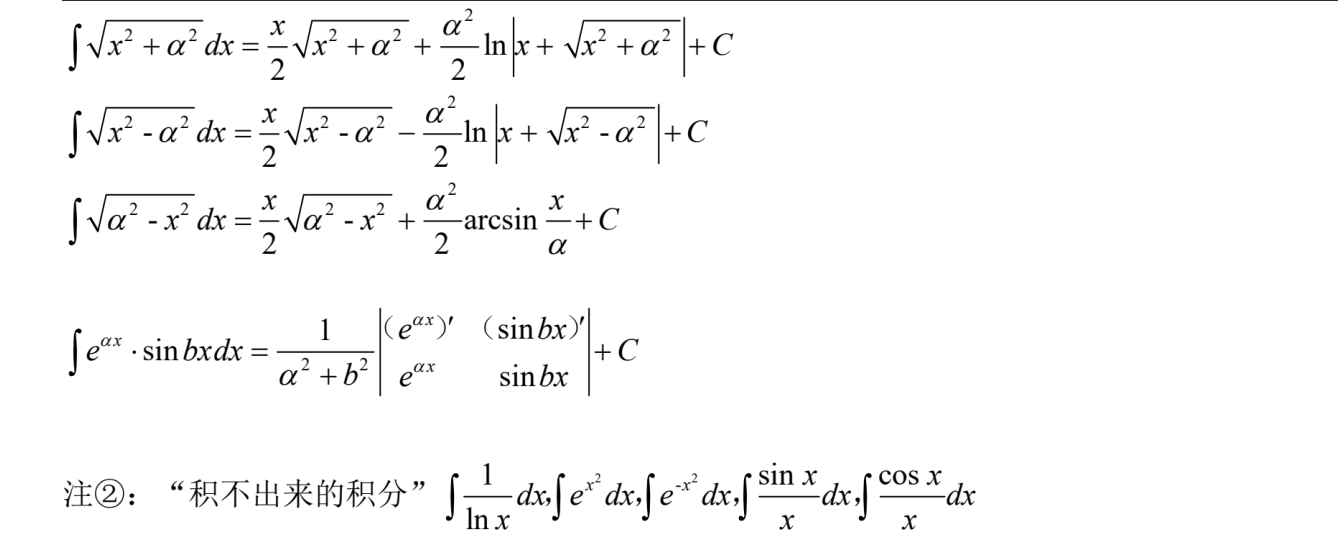 ∫√(x² + α²) dx = x/2 √(x² + α²) + α²/2 ln|x + √(x² + α²)| + C
∫√(x² - α²) dx = x/2 √(x² - α²) − α²/2 ln|x + √(x² - α²)| + C
∫√(α² - x²) dx = x/2 √(α² - x²) + α²/2 arcsin x/α + C
∫e^{αx} · sin bx dx = 1/(α² + b²) |(e^{αx})′ (sin bx)′; e^{αx} sin bx| + C
注②：“积不出来的积分” ∫1/ln x dx, ∫e^{x²} dx, ∫e^{-x²} dx, ∫sin x/x dx, ∫cos x/x dx